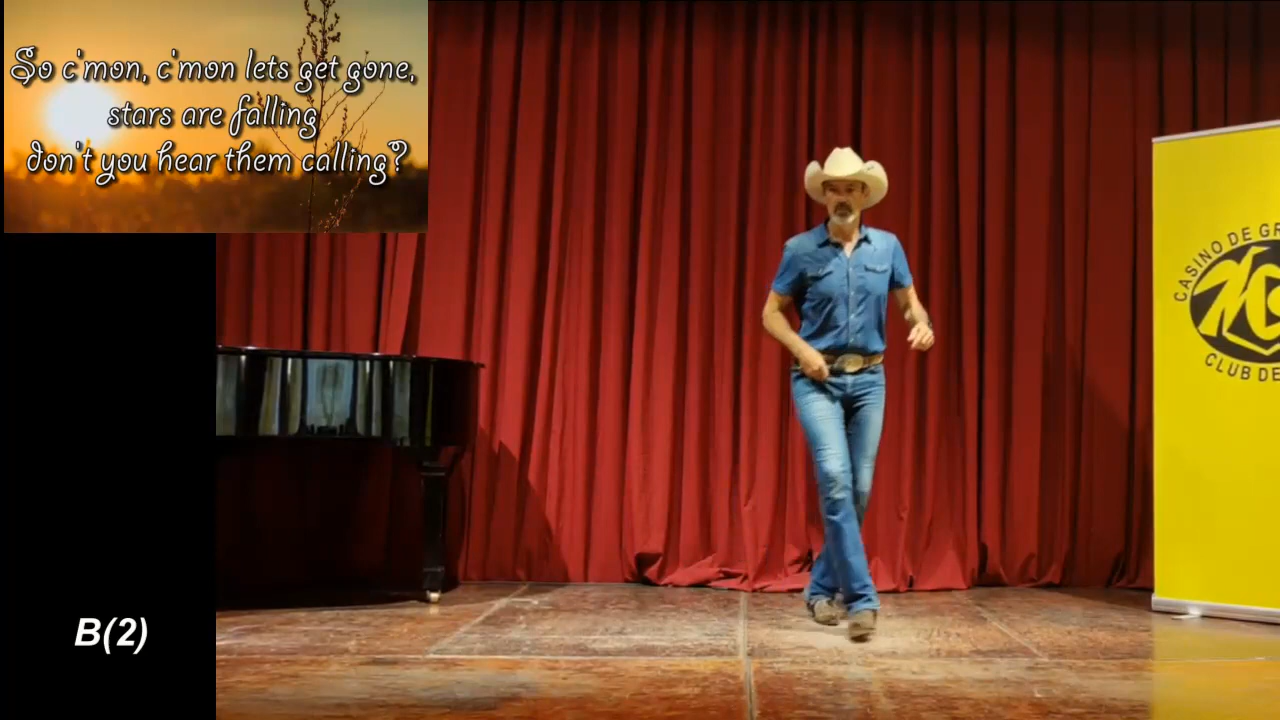 So c'mon, c'mon lets get gone,
stars are falling
don't you hear them calling?
CASINO DE GR
CLUB DE
B(2)